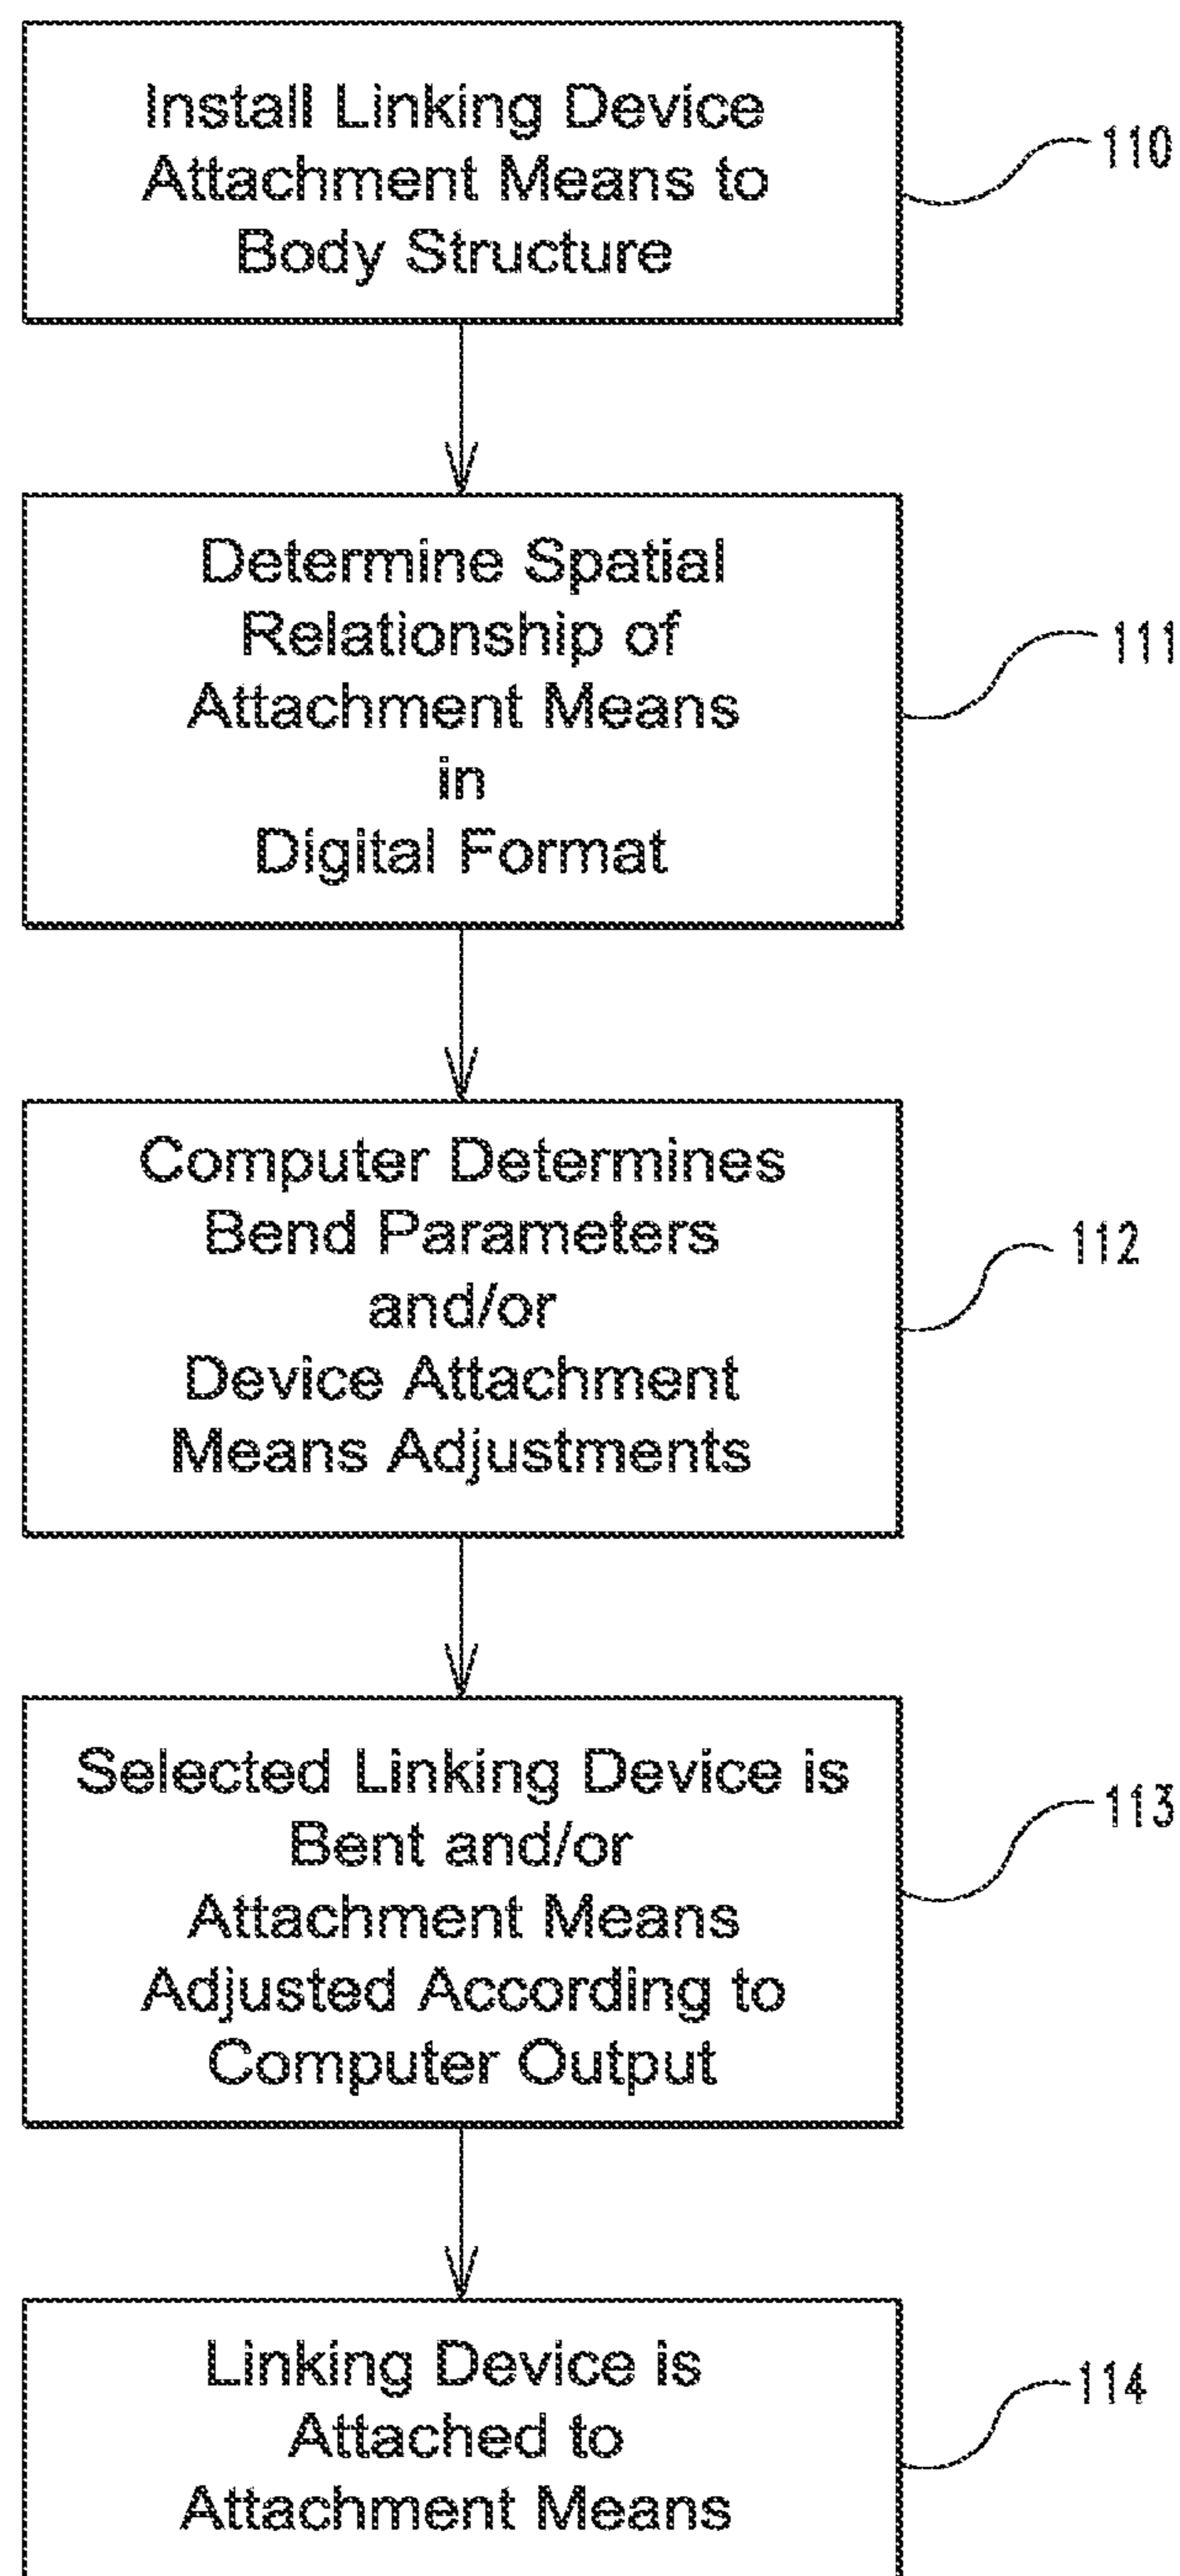 Install Linking Device
Attachment Means to
Body Structure
110
Determine Spatial
Relationship of
Attachment Means
in
Digital Format
111
Computer Determines
Bend Parameters
and/or
Device Attachment
Means Adjustments
112
Selected Linking Device is
Bent and/or
Attachment Means
Adjusted According to
Computer Output
113
Linking Device is
Attached to
Attachment Means
114